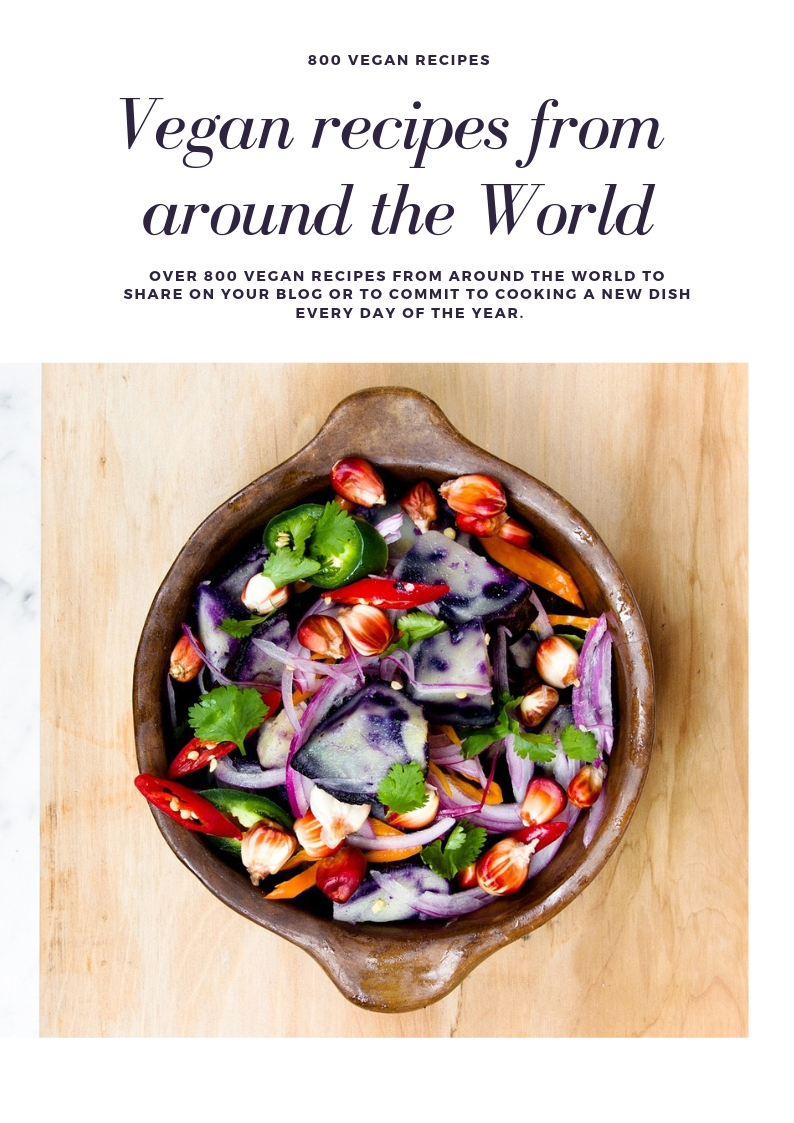 800 VEGAN RECIPES
Vegan recipes from
around the World
OVER 800 VEGAN RECIPES FROM AROUND THE WORLD TO
SHARE ON YOUR BLOG OR TO COMMIT TO COOKING A NEW DISH
EVERY DAY OF THE YEAR.